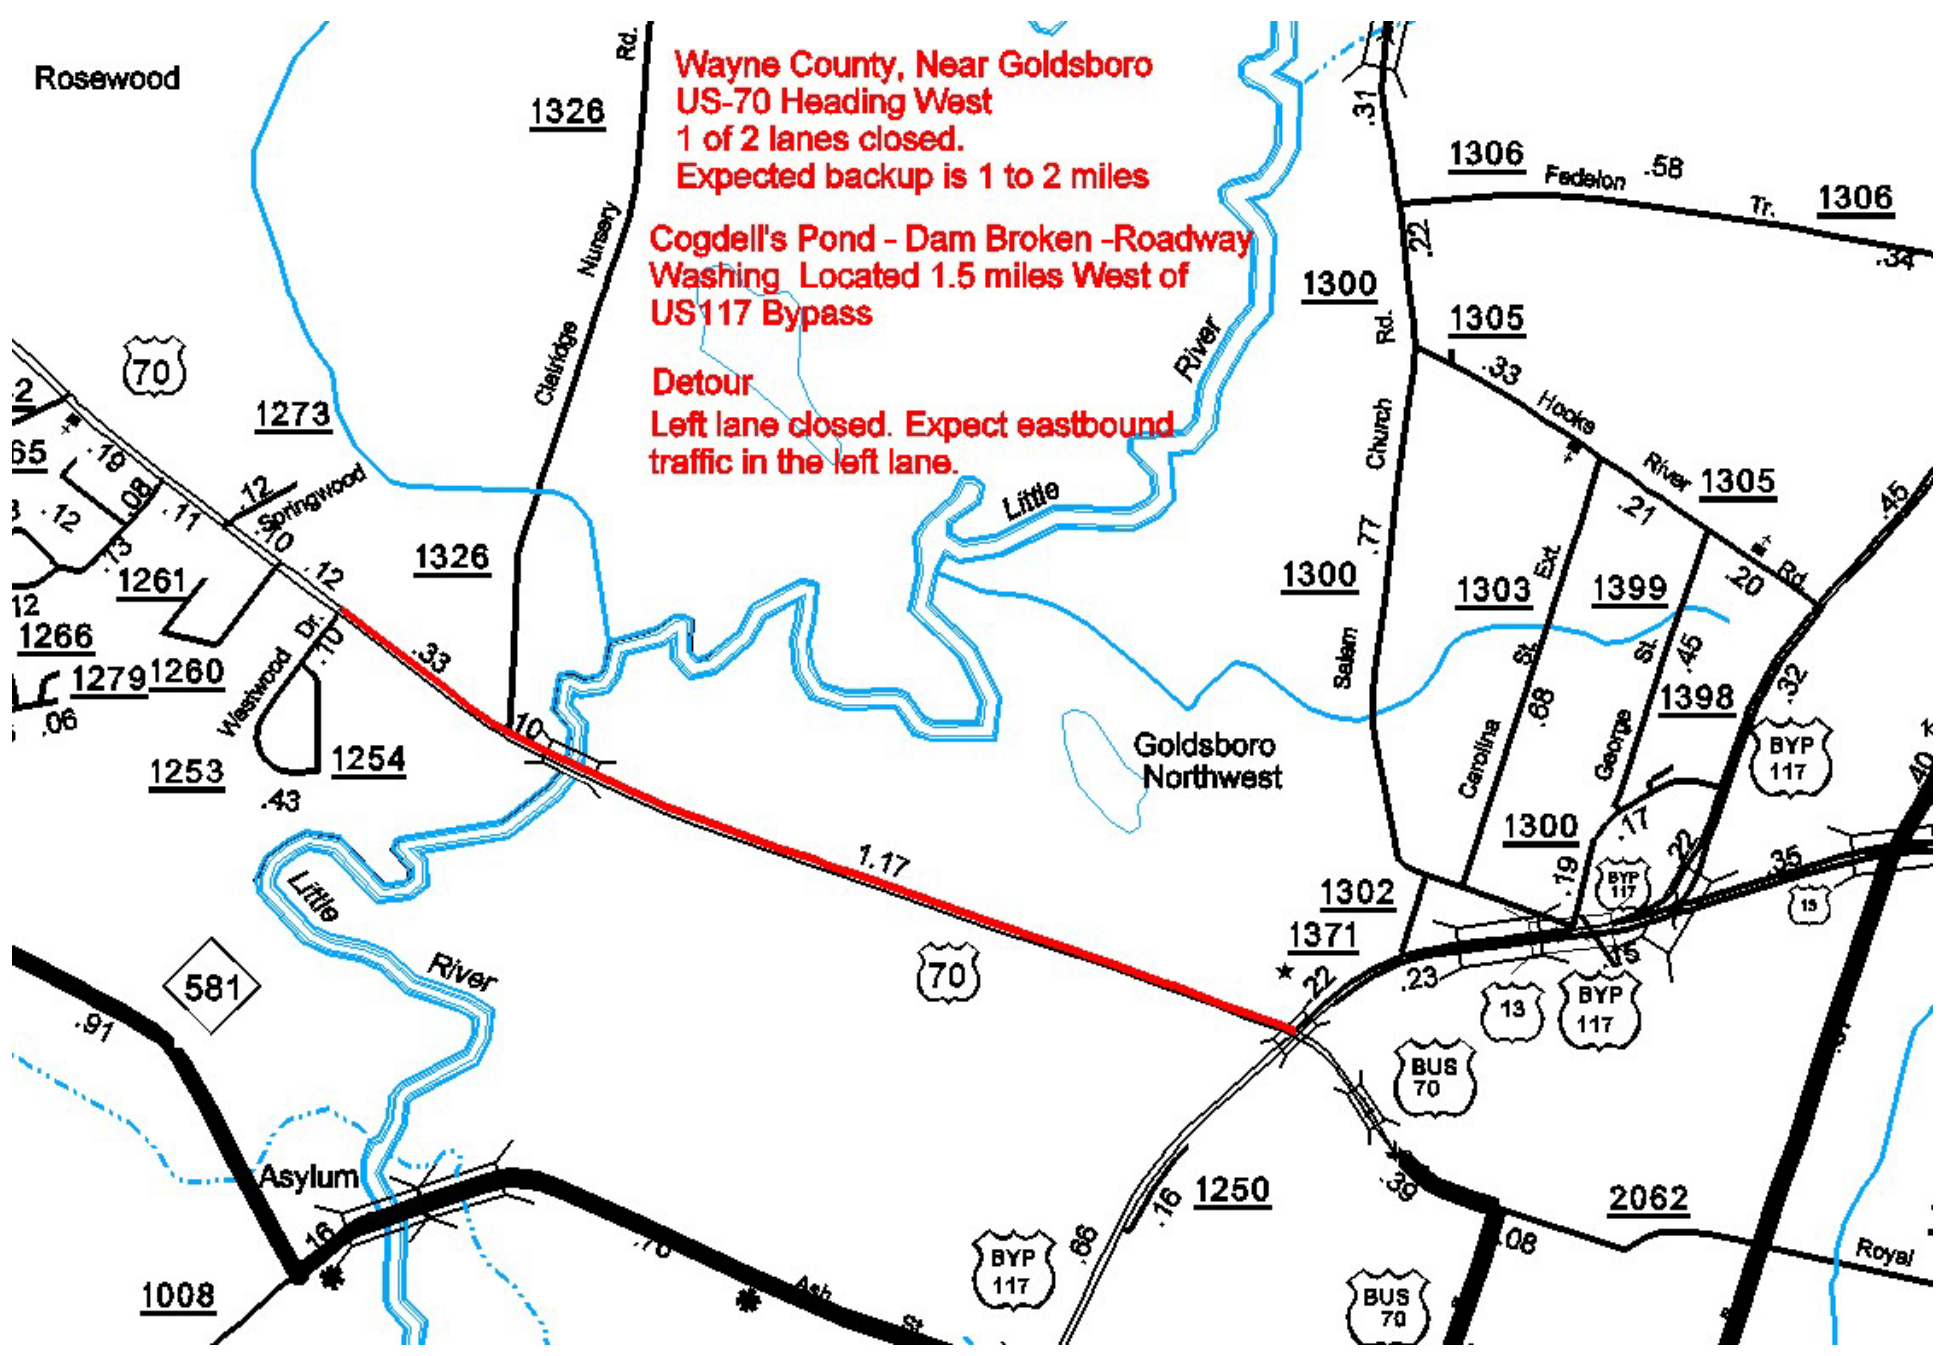 Rosewood
Rd.
1326
Wayne County, Near Goldsboro
US-70 Heading West
1 of 2 lanes closed.
Expected backup is 1 to 2 miles
Cogdell's Pond - Dam Broken -Roadway
Washing Located 1.5 miles West of
US117 Bypass
Detour
Left lane closed. Expect eastbound
traffic in the left lane.
.31
1306
Fedelon
.58
Tr.
1306
.34
.22
1300
Rd.
1305
.33
Hooks
River
1305
Nursery
Clairidge
River
Little
70
1273
.19
.08
.11
.12
Springwood
.10
.12
65
.12
.13
1261
12
1266
1279
1260
.06
1326
Dr.
.10
Westwood
.33
1253
1254
.43
.10
Church
.77
1300
Salem
.21
.45
Ext.
1303
1399
.20
Rd.
St.
St.
.45
.68
1398
.32
Carolina
George
BYP
117
.40
Goldsboro
Northwest
1300
.17
.19
.22
BYP
117
.35
13
1.17
1302
1371
.22
.23
.15
13
BYP
117
70
Little
River
581
.91
BUS
70
.39
1250
.16
2062
.08
Royal
Asylum
.16
.70
Ash
St.
1008
BYP
117
.66
BUS
70